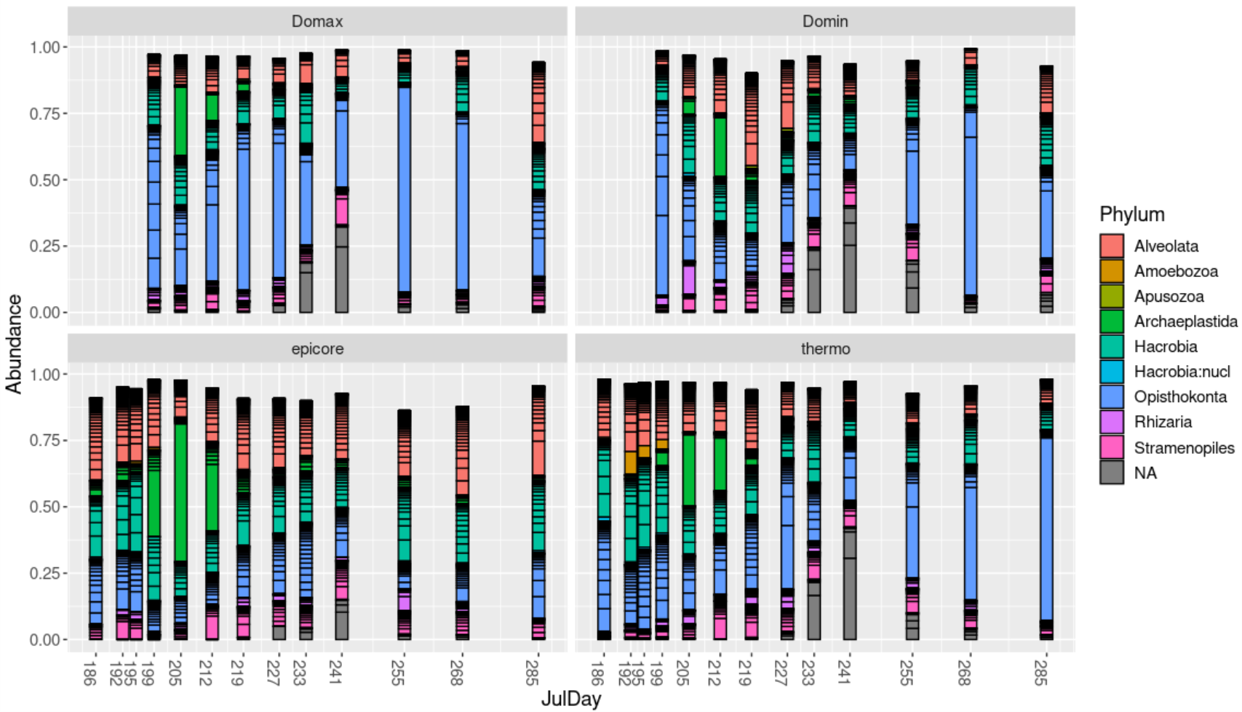 Domax
Domin
1.00
0.75
0.50
0.25
0.00
epicore
thermo
1.00
0.75
0.50
0.25
0.00
Abundance
186
192
195
199
205
212
219
227
233
241
255
268
285
186
192
195
199
205
212
219
227
233
241
255
268
285
JulDay
Phylum
Alveolata
Amoebozoa
Apusozoa
Archaeplastida
Hacrobia
Hacrobia:nucl
Opisthokonta
Rhizaria
Stramenopiles
NA